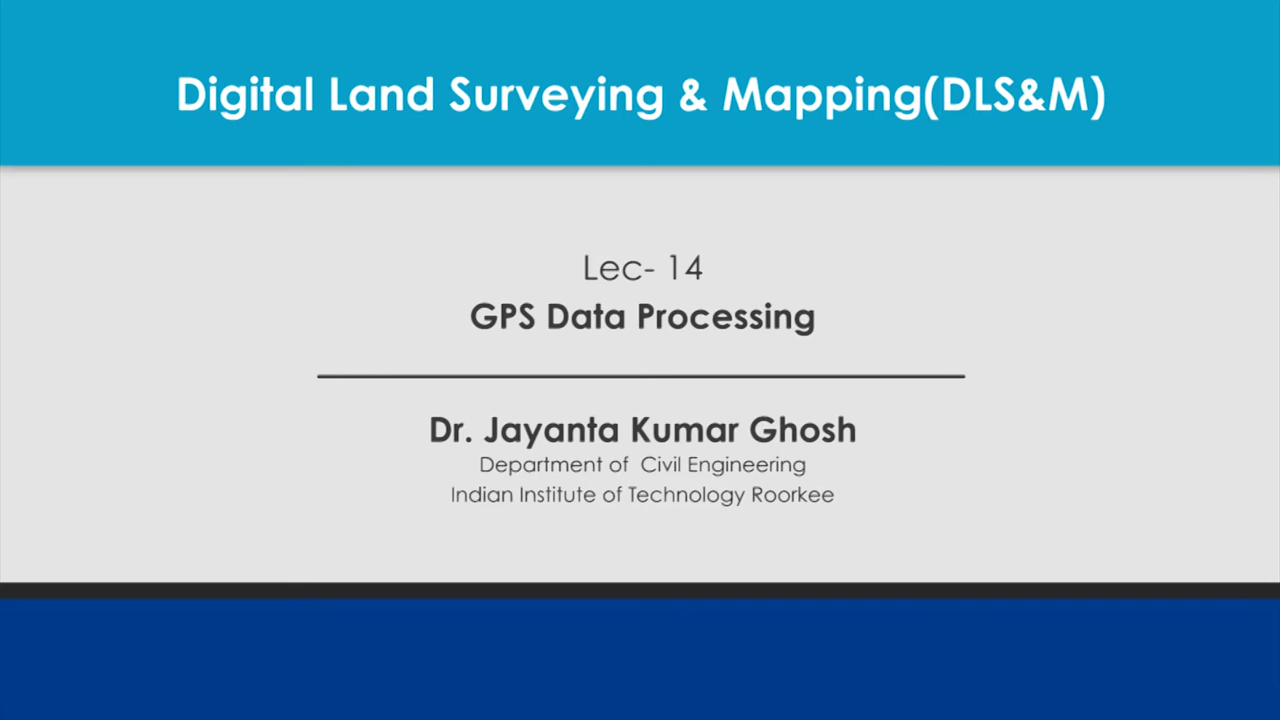 Digital Land Surveying & Mapping(DLS&M)
Lec- 14
GPS Data Processing
Dr. Jayanta Kumar Ghosh
Department of Civil Engineering
Indian Institute of Technology Roorkee